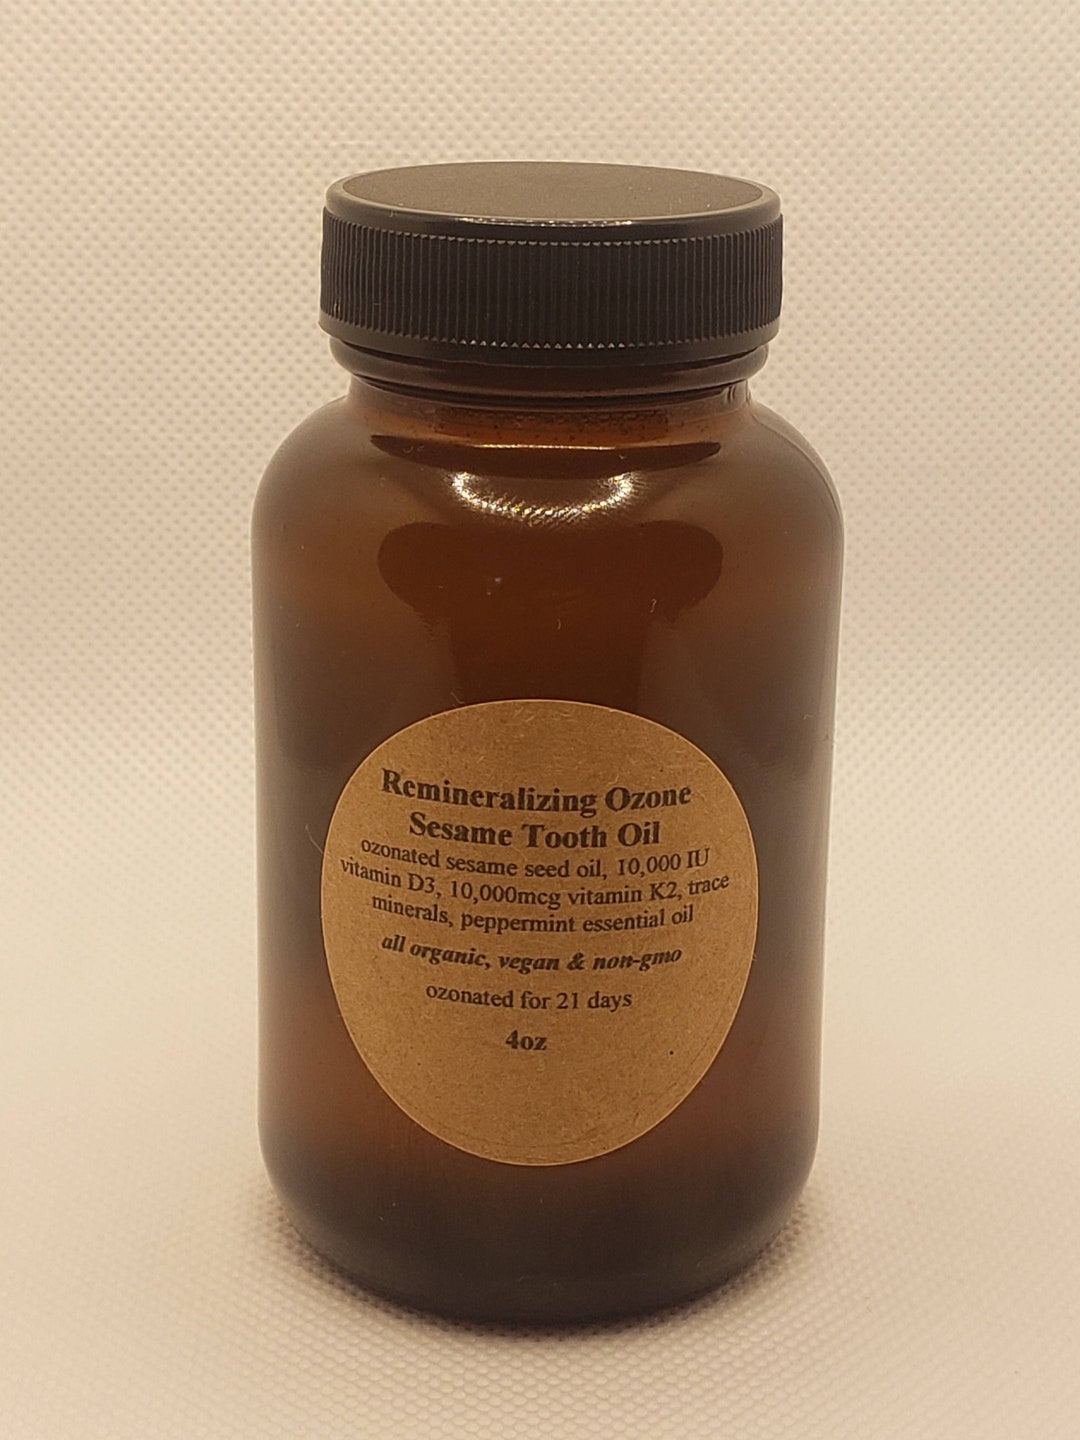 Remineralizing Ozone
Sesame Tooth Oil
ozonated sesame seed oil, 10,000 IU
vitamin D3, 10,000mcg vitamin K2, trace
minerals, peppermint essential oil
all organic, vegan & non-gmo
ozonated for 21 days
4oz